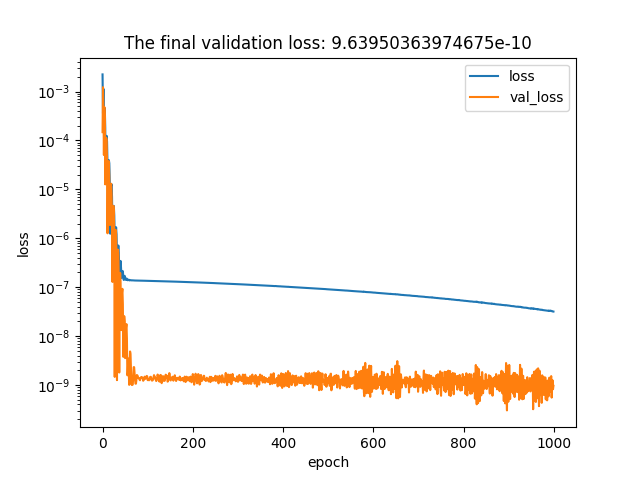 The final validation loss: 9.63950363974675e-10
loss
val_loss
10⁻³
10⁻⁴
10⁻⁵
10⁻⁶
10⁻⁷
10⁻⁸
10⁻⁹
loss
0 200 400 600 800 1000
epoch